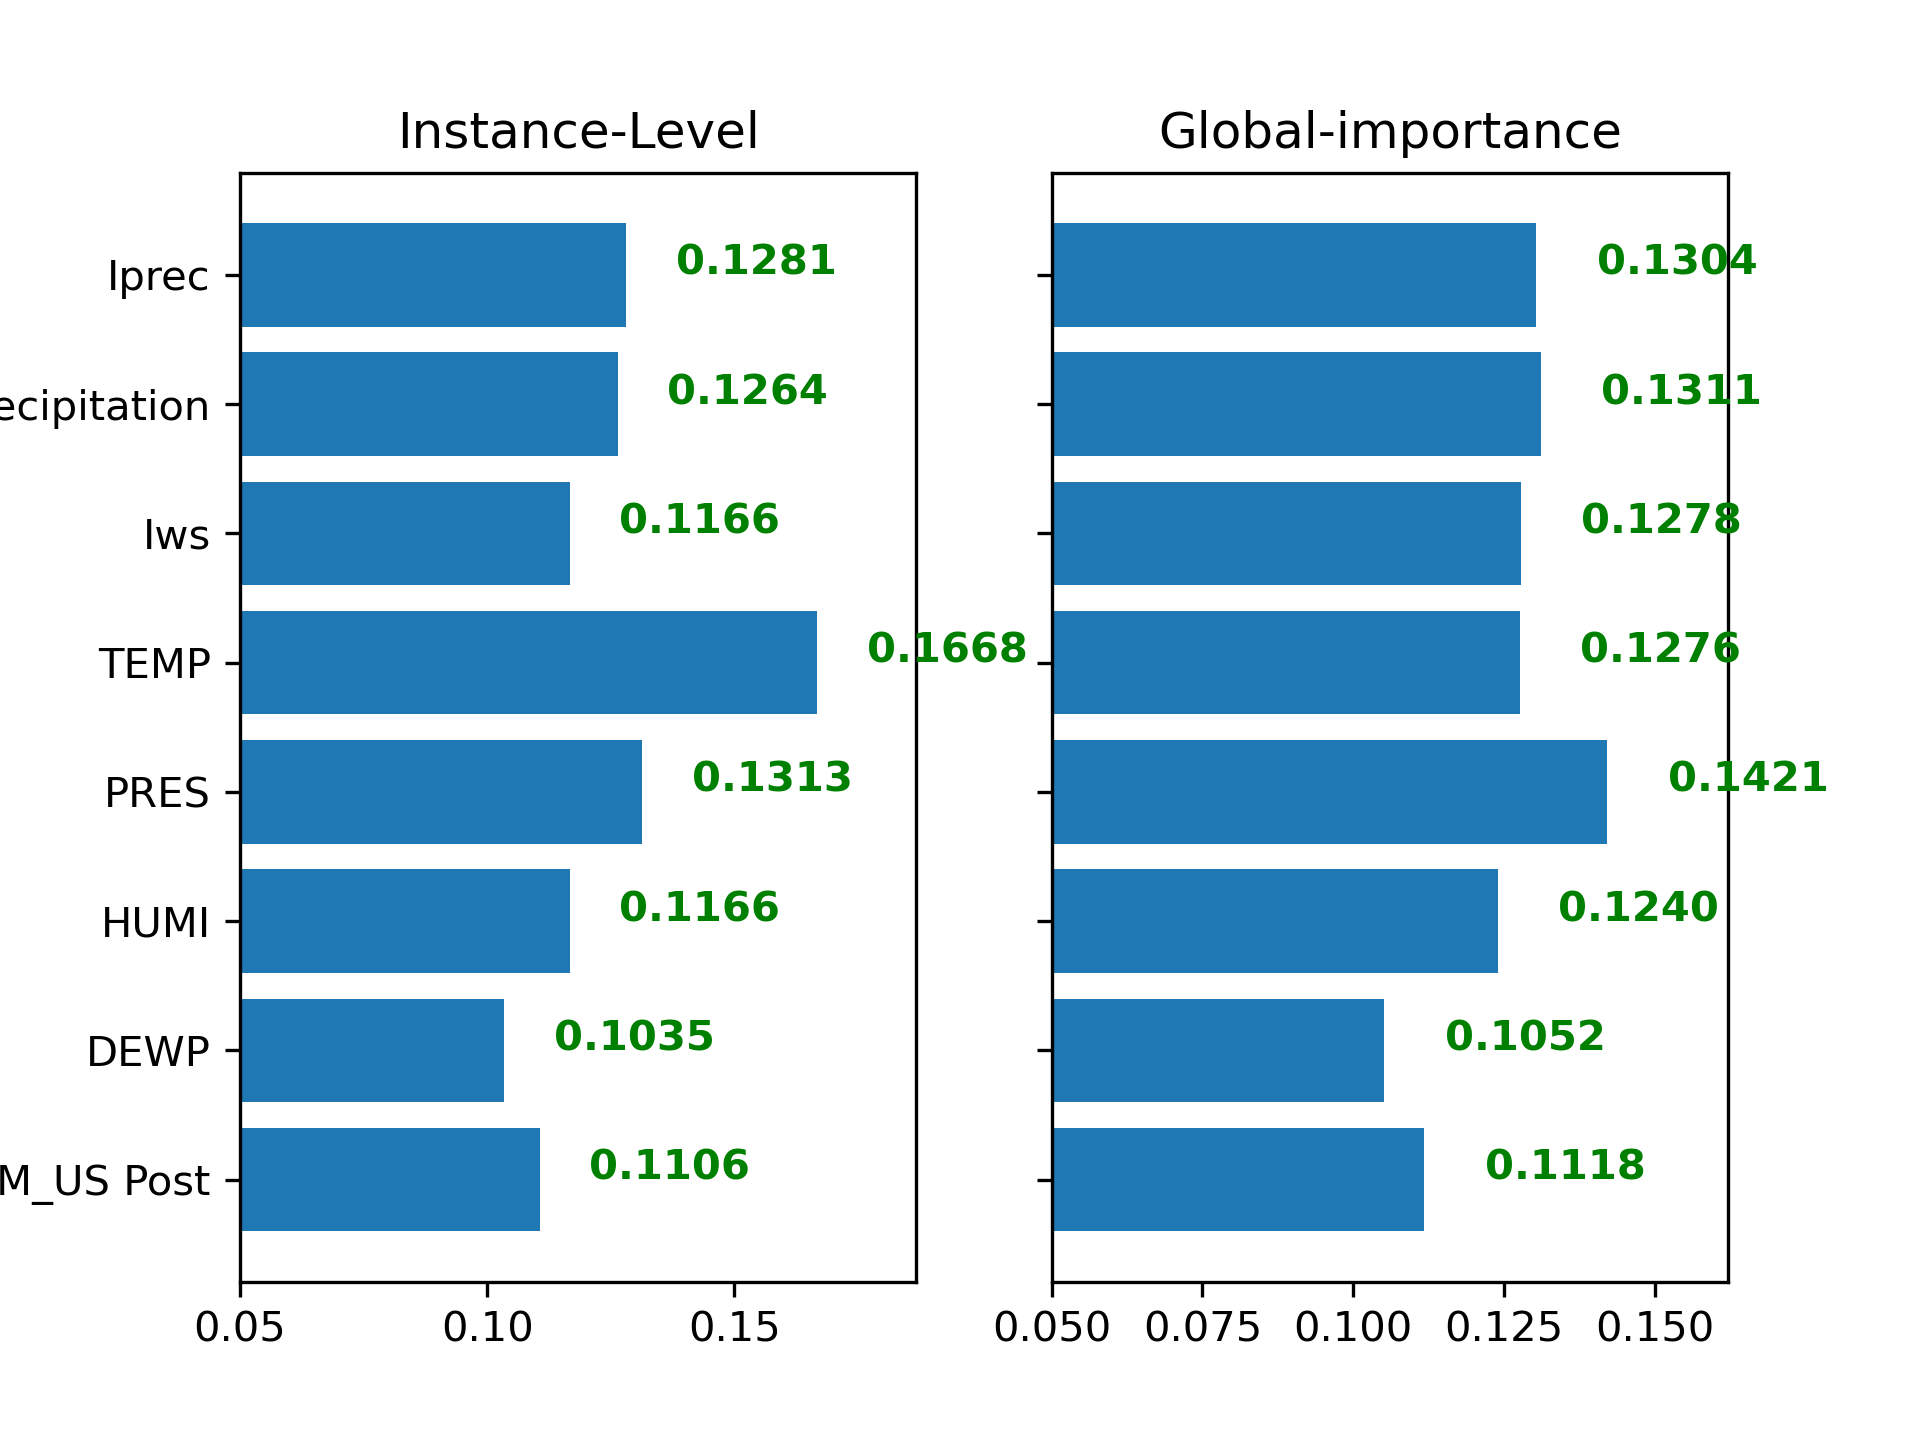 Instance-Level
Global-importance
Iprec
0.1281
0.1304
ecipitation
0.1264
0.1311
Iws
0.1166
0.1278
TEMP
0.1668
0.1276
PRES
0.1313
0.1421
HUMI
0.1166
0.1240
DEWP
0.1035
0.1052
M_US Post
0.1106
0.1118
0.05 0.10 0.15
0.050 0.075 0.100 0.125 0.150